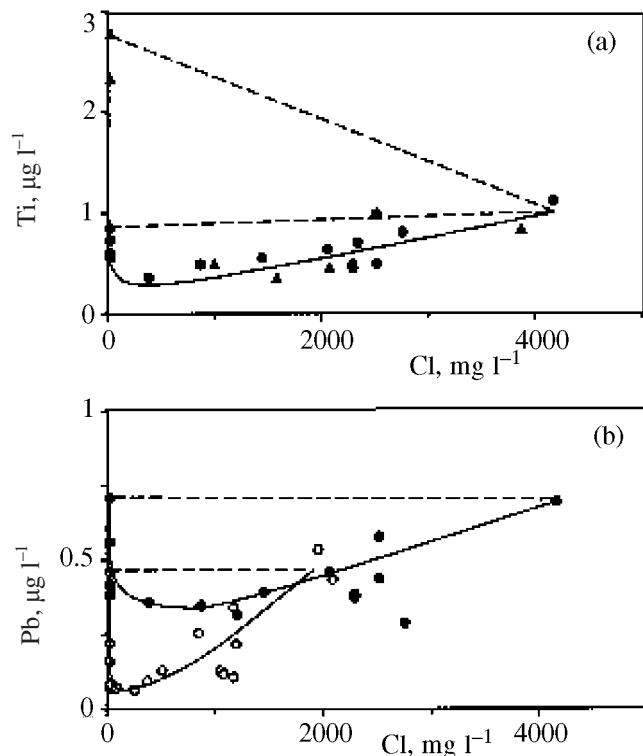 3
(a)
2
Ti, µg l⁻¹
1
0
0 2000 4000
Cl, mg l⁻¹
1
(b)
0.5
Pb, µg l⁻¹
0
0 2000 4000
Cl, mg l⁻¹